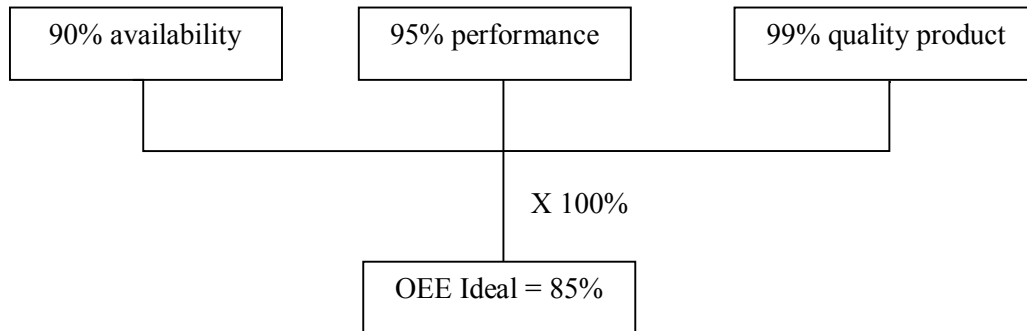 90% availability
95% performance
99% quality product
X 100%
OEE Ideal = 85%